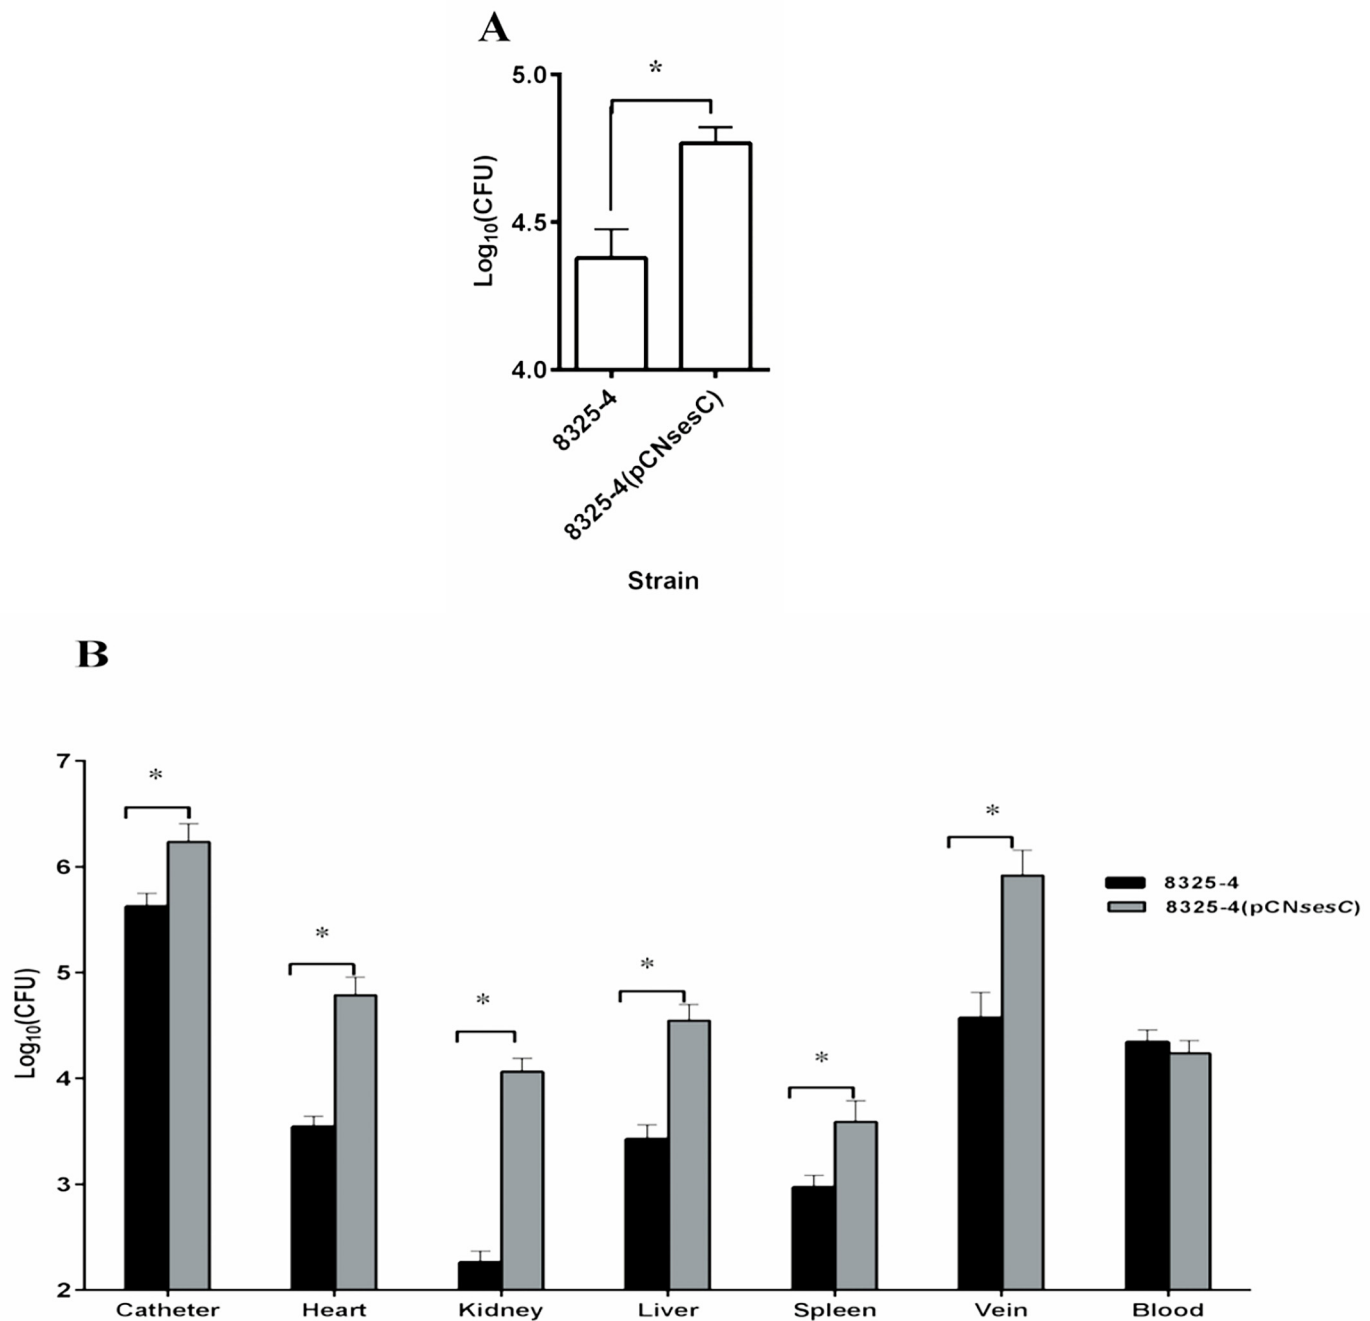 A
*
5.0
4.5
4.0
Log10(CFU)
8325-4
8325-4(pCNsesC)
Strain
B
7
6
5
4
3
2
Log10(CFU)
*
*
*
*
*
*
8325-4
8325-4(pCNsesC)
Catheter Heart Kidney Liver Spleen Vein Blood